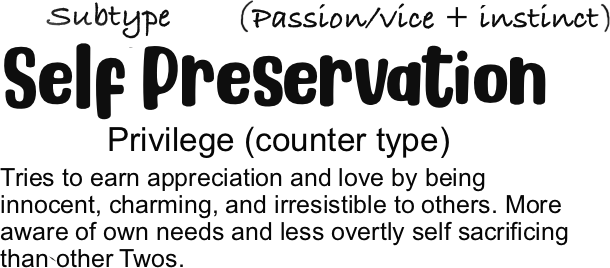 Subtype (Passion/vice + instinct)
Self Preservation
Privilege (counter type)
Tries to earn appreciation and love by being
innocent, charming, and irresistible to others. More
aware of own needs and less overtly self sacrificing
than other Twos.